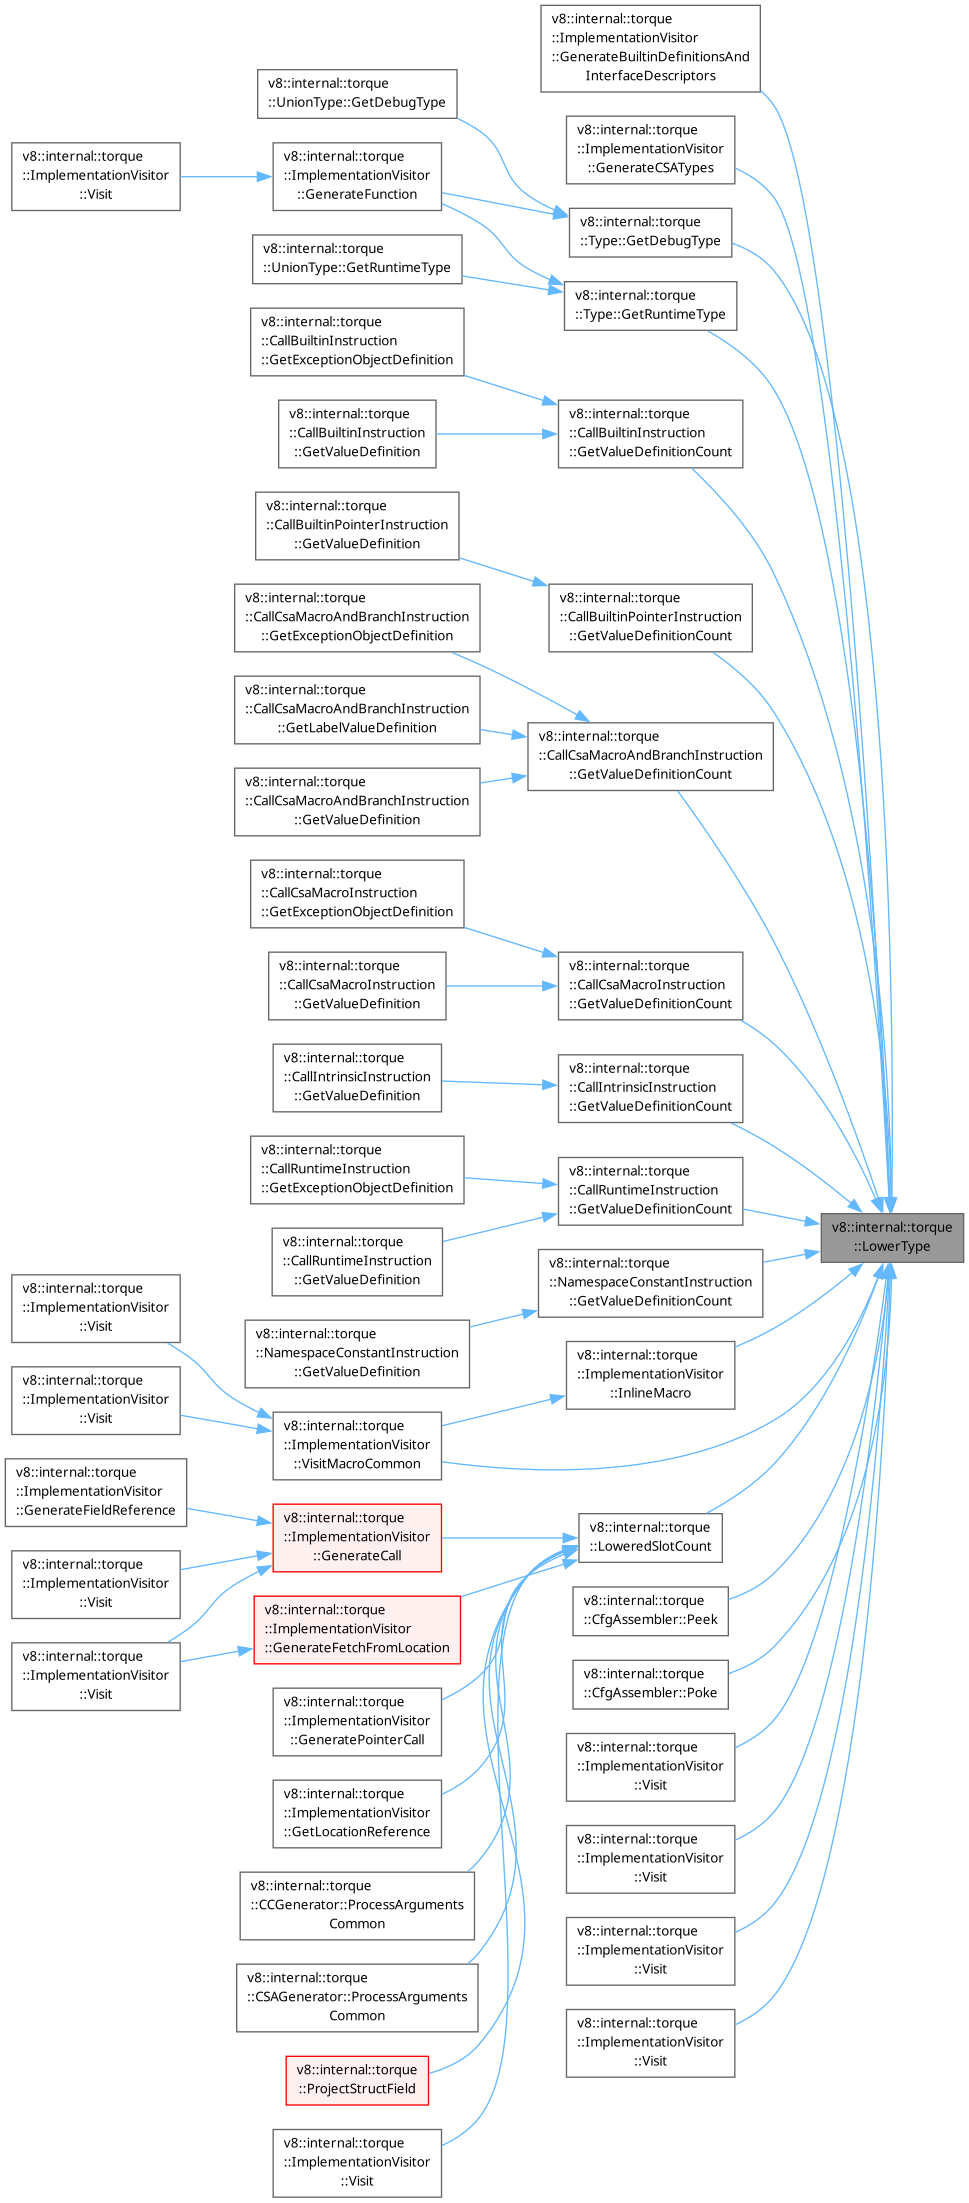 v8::internal::torque
::ImplementationVisitor
::GenerateBuiltinDefinitionsAnd
InterfaceDescriptors
v8::internal::torque
::UnionType::GetDebugType
v8::internal::torque
::ImplementationVisitor
::GenerateCSATypes
v8::internal::torque
::ImplementationVisitor
::Visit
v8::internal::torque
::ImplementationVisitor
::GenerateFunction
v8::internal::torque
::Type::GetDebugType
v8::internal::torque
::UnionType::GetRuntimeType
v8::internal::torque
::Type::GetRuntimeType
v8::internal::torque
::CallBuiltinInstruction
::GetExceptionObjectDefinition
v8::internal::torque
::CallBuiltinInstruction
::GetValueDefinition
v8::internal::torque
::CallBuiltinInstruction
::GetValueDefinitionCount
v8::internal::torque
::CallBuiltinPointerInstruction
::GetValueDefinition
v8::internal::torque
::CallBuiltinPointerInstruction
::GetValueDefinitionCount
v8::internal::torque
::CallCsaMacroAndBranchInstruction
::GetExceptionObjectDefinition
v8::internal::torque
::CallCsaMacroAndBranchInstruction
::GetLabelValueDefinition
v8::internal::torque
::CallCsaMacroAndBranchInstruction
::GetValueDefinitionCount
v8::internal::torque
::CallCsaMacroAndBranchInstruction
::GetValueDefinition
v8::internal::torque
::CallCsaMacroInstruction
::GetExceptionObjectDefinition
v8::internal::torque
::CallCsaMacroInstruction
::GetValueDefinition
v8::internal::torque
::CallCsaMacroInstruction
::GetValueDefinitionCount
v8::internal::torque
::CallIntrinsicInstruction
::GetValueDefinition
v8::internal::torque
::CallIntrinsicInstruction
::GetValueDefinitionCount
v8::internal::torque
::CallRuntimeInstruction
::GetExceptionObjectDefinition
v8::internal::torque
::CallRuntimeInstruction
::GetValueDefinitionCount
v8::internal::torque
::LowerType
v8::internal::torque
::CallRuntimeInstruction
::GetValueDefinition
v8::internal::torque
::NamespaceConstantInstruction
::GetValueDefinitionCount
v8::internal::torque
::ImplementationVisitor
::Visit
v8::internal::torque
::NamespaceConstantInstruction
::GetValueDefinition
v8::internal::torque
::ImplementationVisitor
::InlineMacro
v8::internal::torque
::ImplementationVisitor
::Visit
v8::internal::torque
::ImplementationVisitor
::VisitMacroCommon
v8::internal::torque
::ImplementationVisitor
::GenerateFieldReference
v8::internal::torque
::ImplementationVisitor
::GenerateCall
v8::internal::torque
::LoweredSlotCount
v8::internal::torque
::ImplementationVisitor
::Visit
v8::internal::torque
::CfgAssembler::Peek
v8::internal::torque
::ImplementationVisitor
::GenerateFetchFromLocation
v8::internal::torque
::ImplementationVisitor
::Visit
v8::internal::torque
::CfgAssembler::Poke
v8::internal::torque
::ImplementationVisitor
::GeneratePointerCall
v8::internal::torque
::ImplementationVisitor
::Visit
v8::internal::torque
::ImplementationVisitor
::GetLocationReference
v8::internal::torque
::ImplementationVisitor
::Visit
v8::internal::torque
::CCGenerator::ProcessArguments
Common
v8::internal::torque
::ImplementationVisitor
::Visit
v8::internal::torque
::CSAGenerator::ProcessArguments
Common
v8::internal::torque
::ImplementationVisitor
::Visit
v8::internal::torque
::ProjectStructField
v8::internal::torque
::ImplementationVisitor
::Visit